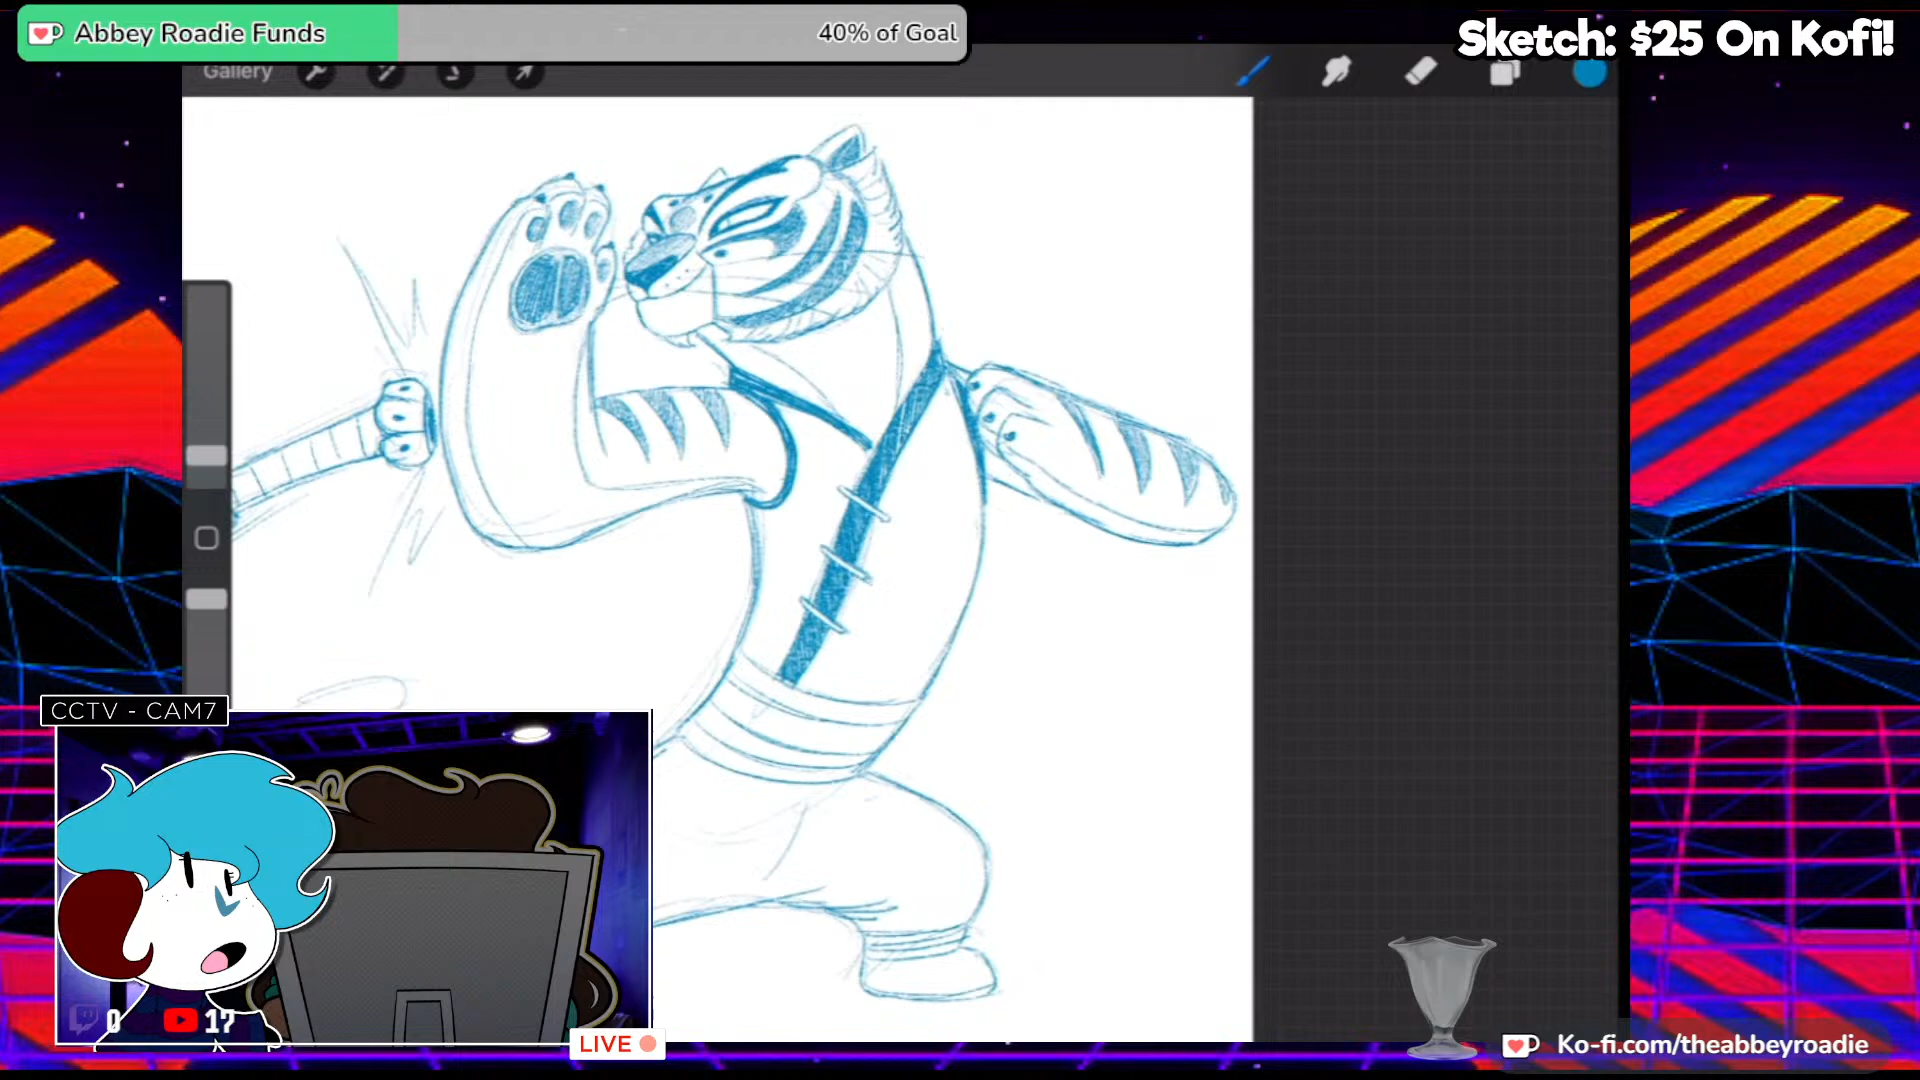 Abbey Roadie Funds 40% of Goal
Sketch: $25 On Kofi!
Gallery
CCTV - CAM7
0 17
LIVE
Ko-fi.com/theabbeyroadie